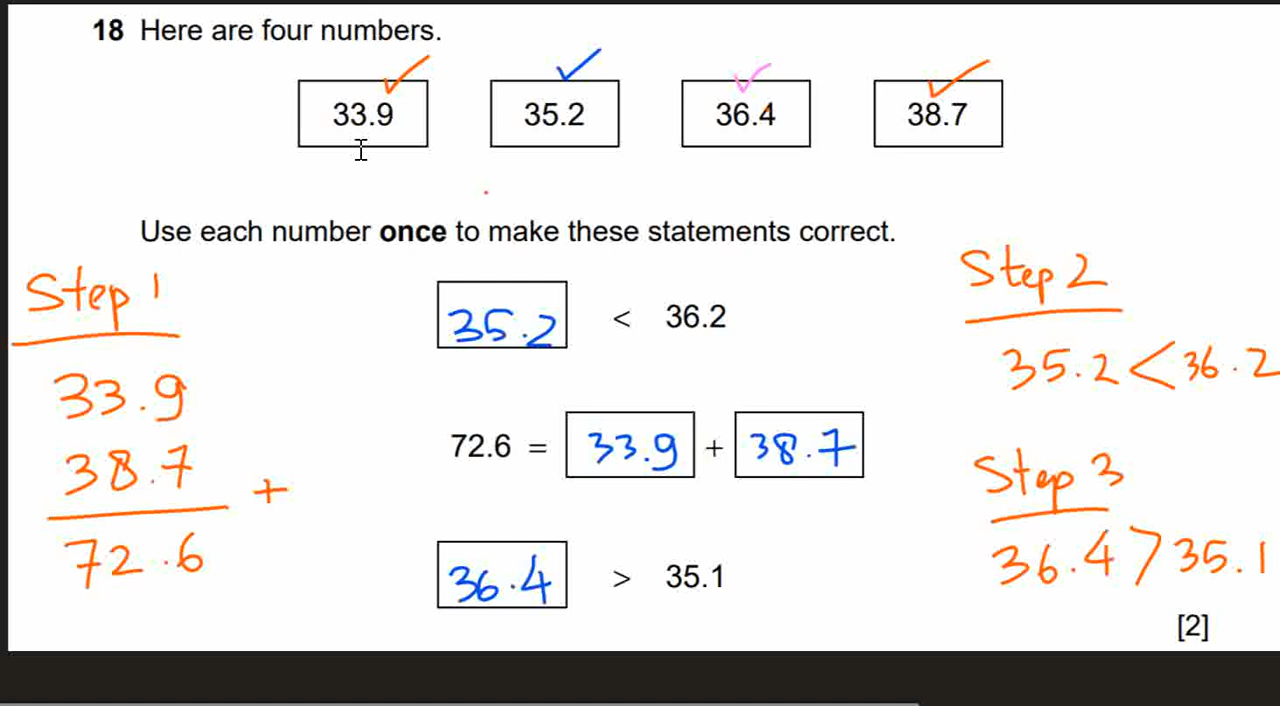 18 Here are four numbers.
33.9 35.2 36.4 38.7
Use each number once to make these statements correct.
Step 1
33.9
38.7 +
72.6
35.2 < 36.2
72.6 = 33.9 + 38.7
36.4 > 35.1
Step 2
35.2 < 36.2
Step 3
36.4 > 35.1
[2]